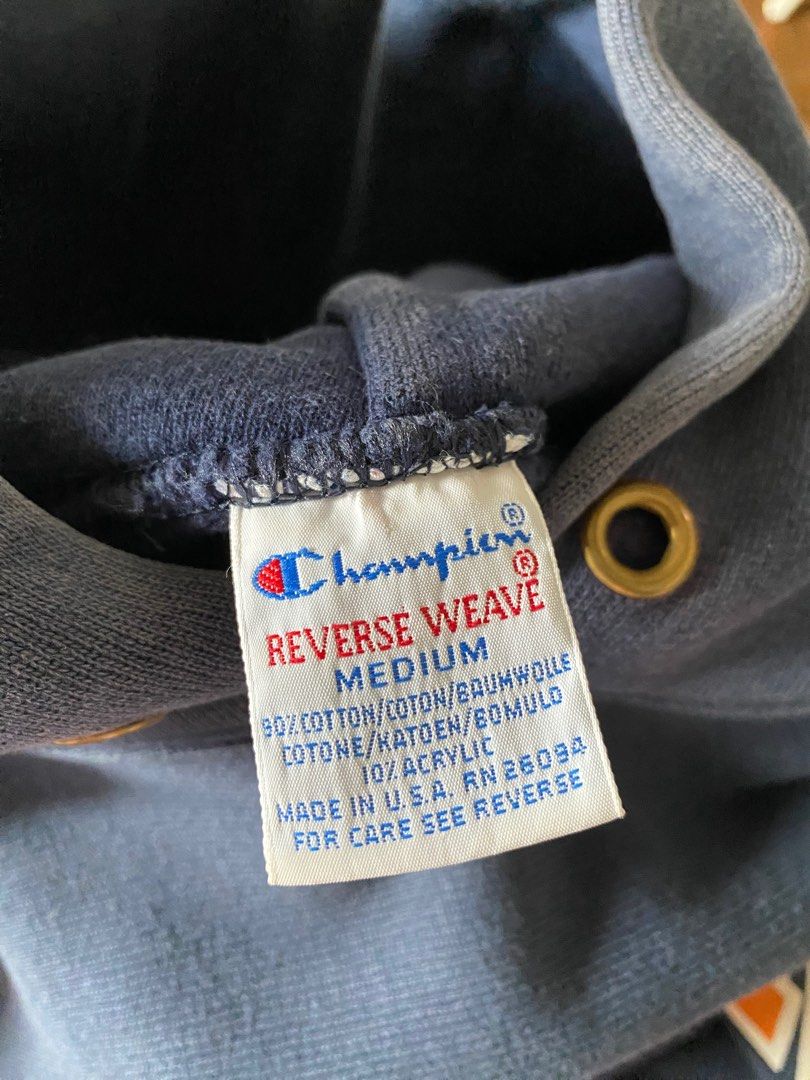 Champion®
®
REVERSE WEAVE
MEDIUM
90% COTTON/COTON/BAUMWOLLE
COTONE/KATOEN/BOMULD
10% ACRYLIC
MADE IN U.S.A. RN 26094
FOR CARE SEE REVERSE